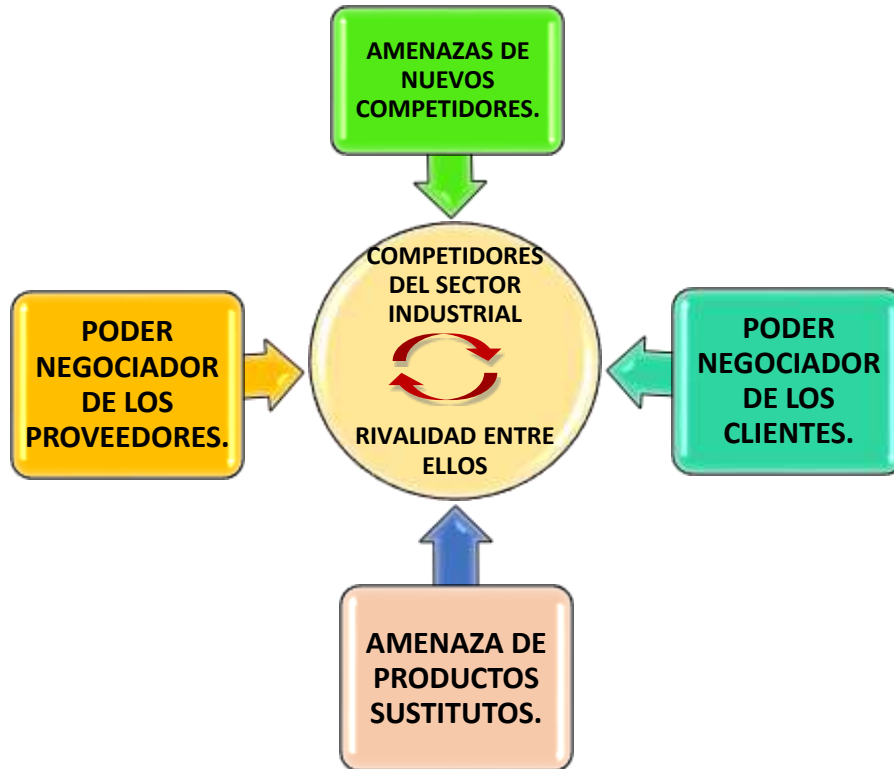 AMENAZAS DE
NUEVOS
COMPETIDORES.
COMPETIDORES
DEL SECTOR
INDUSTRIAL
RIVALIDAD ENTRE
ELLOS
PODER
NEGOCIADOR
DE LOS
PROVEEDORES.
PODER
NEGOCIADOR
DE LOS
CLIENTES.
AMENAZA DE
PRODUCTOS
SUSTITUTOS.